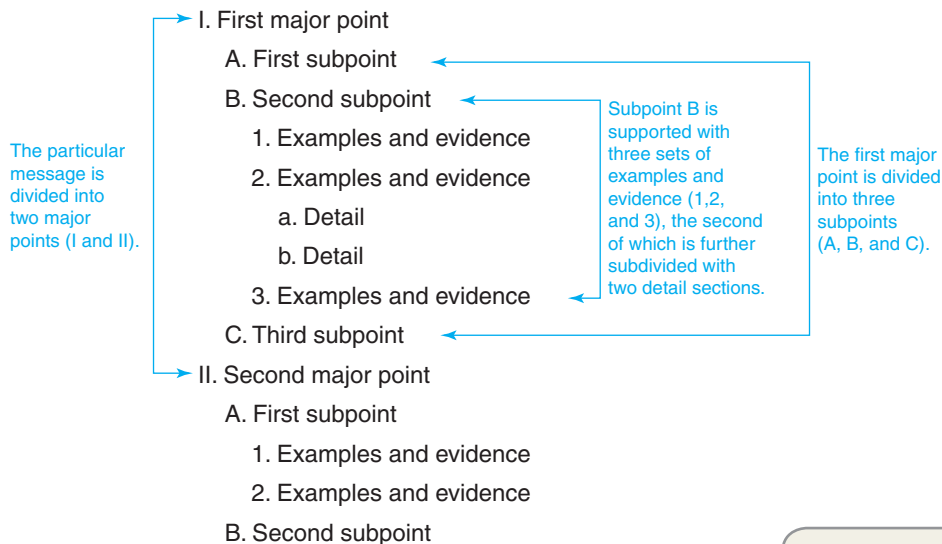 I. First major point
A. First subpoint
B. Second subpoint
1. Examples and evidence
2. Examples and evidence
a. Detail
b. Detail
3. Examples and evidence
C. Third subpoint
II. Second major point
A. First subpoint
1. Examples and evidence
2. Examples and evidence
B. Second subpoint
The particular
message is
divided into
two major
points (I and II).
Subpoint B is
supported with
three sets of
examples and
evidence (1,2,
and 3), the second
of which is further
subdivided with
two detail sections.
The first major
point is divided
into three
subpoints
(A, B, and C).